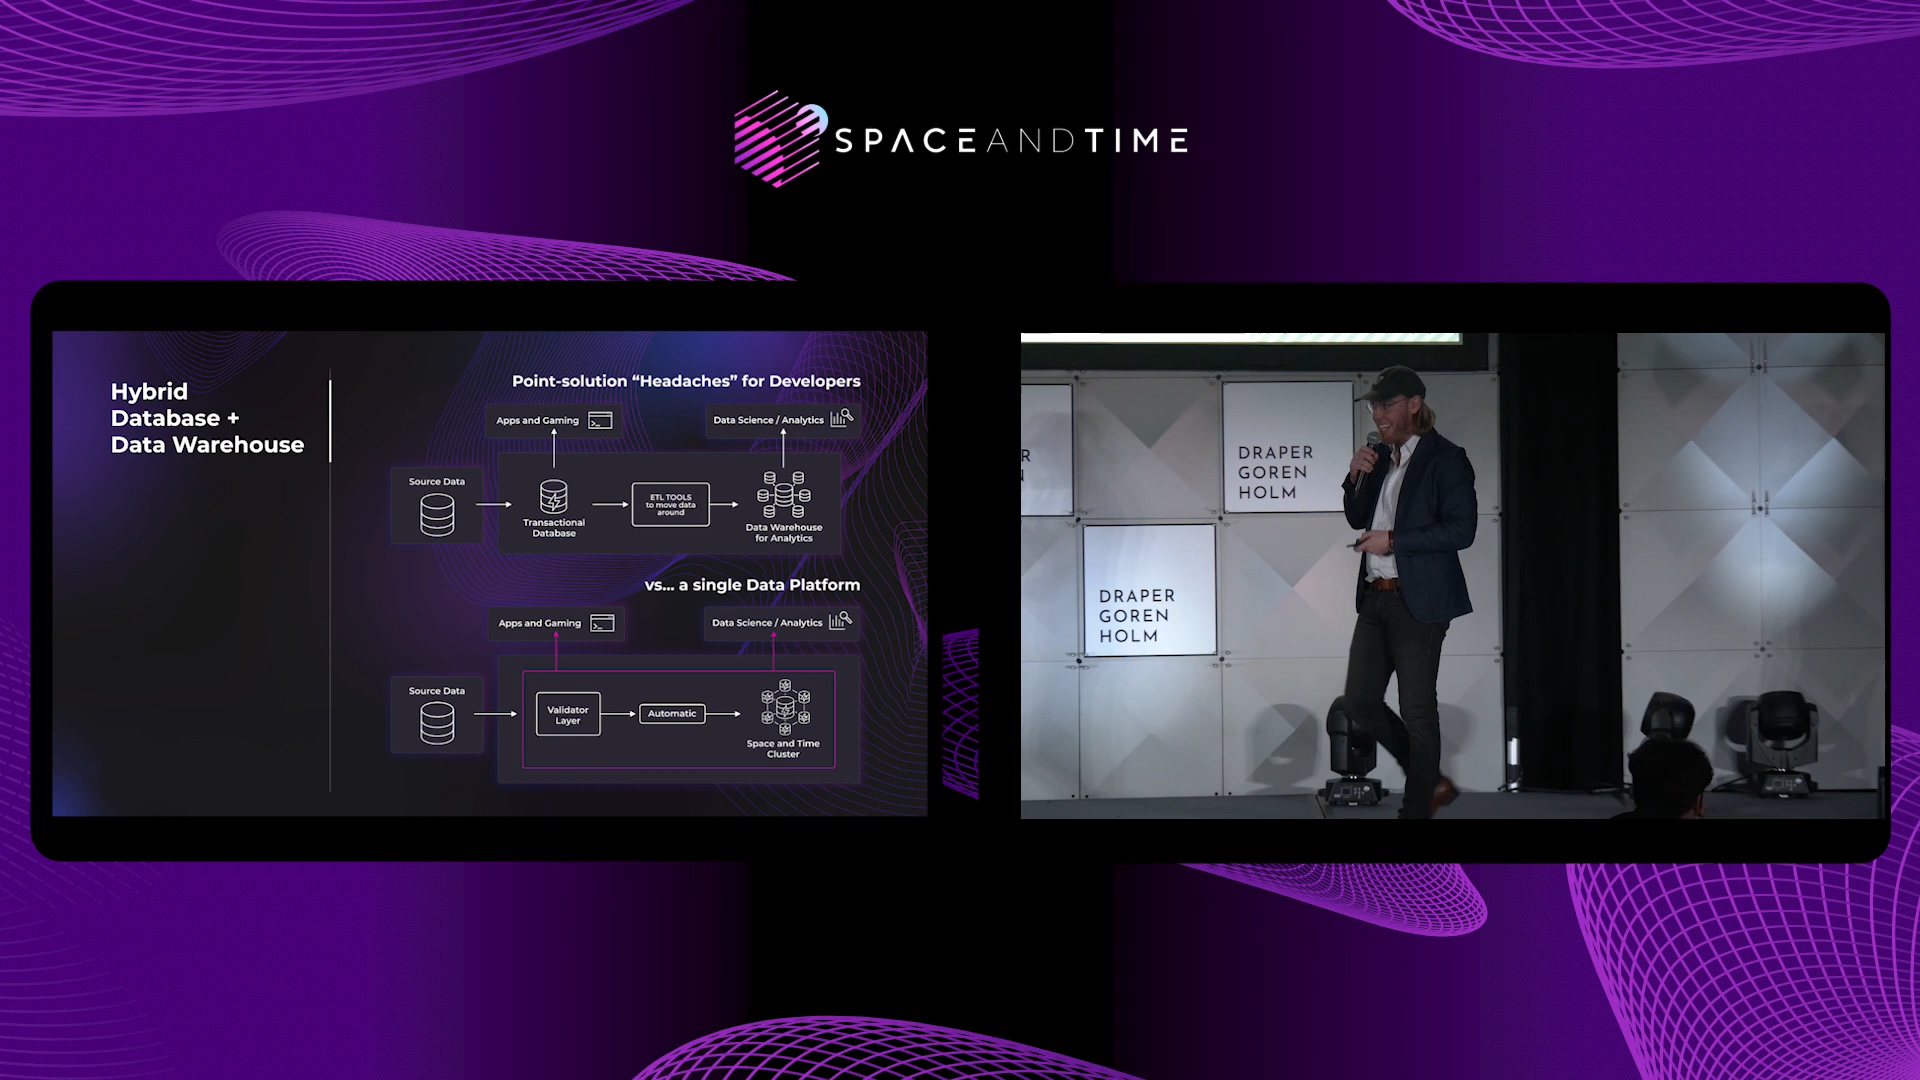 SPACEANDTIME
Hybrid
Database +
Data Warehouse
Point-solution “Headaches” for Developers
Apps and Gaming
Data Science / Analytics
Source Data
Transactional
Database
ETL TOOLS
to move data
around
Data Warehouse
for Analytics
vs... a single Data Platform
Apps and Gaming
Data Science / Analytics
Source Data
Validator
Layer
Automatic
Space and Time
Cluster
DRAPER
GOREN
HOLM
DRAPER
GOREN
HOLM